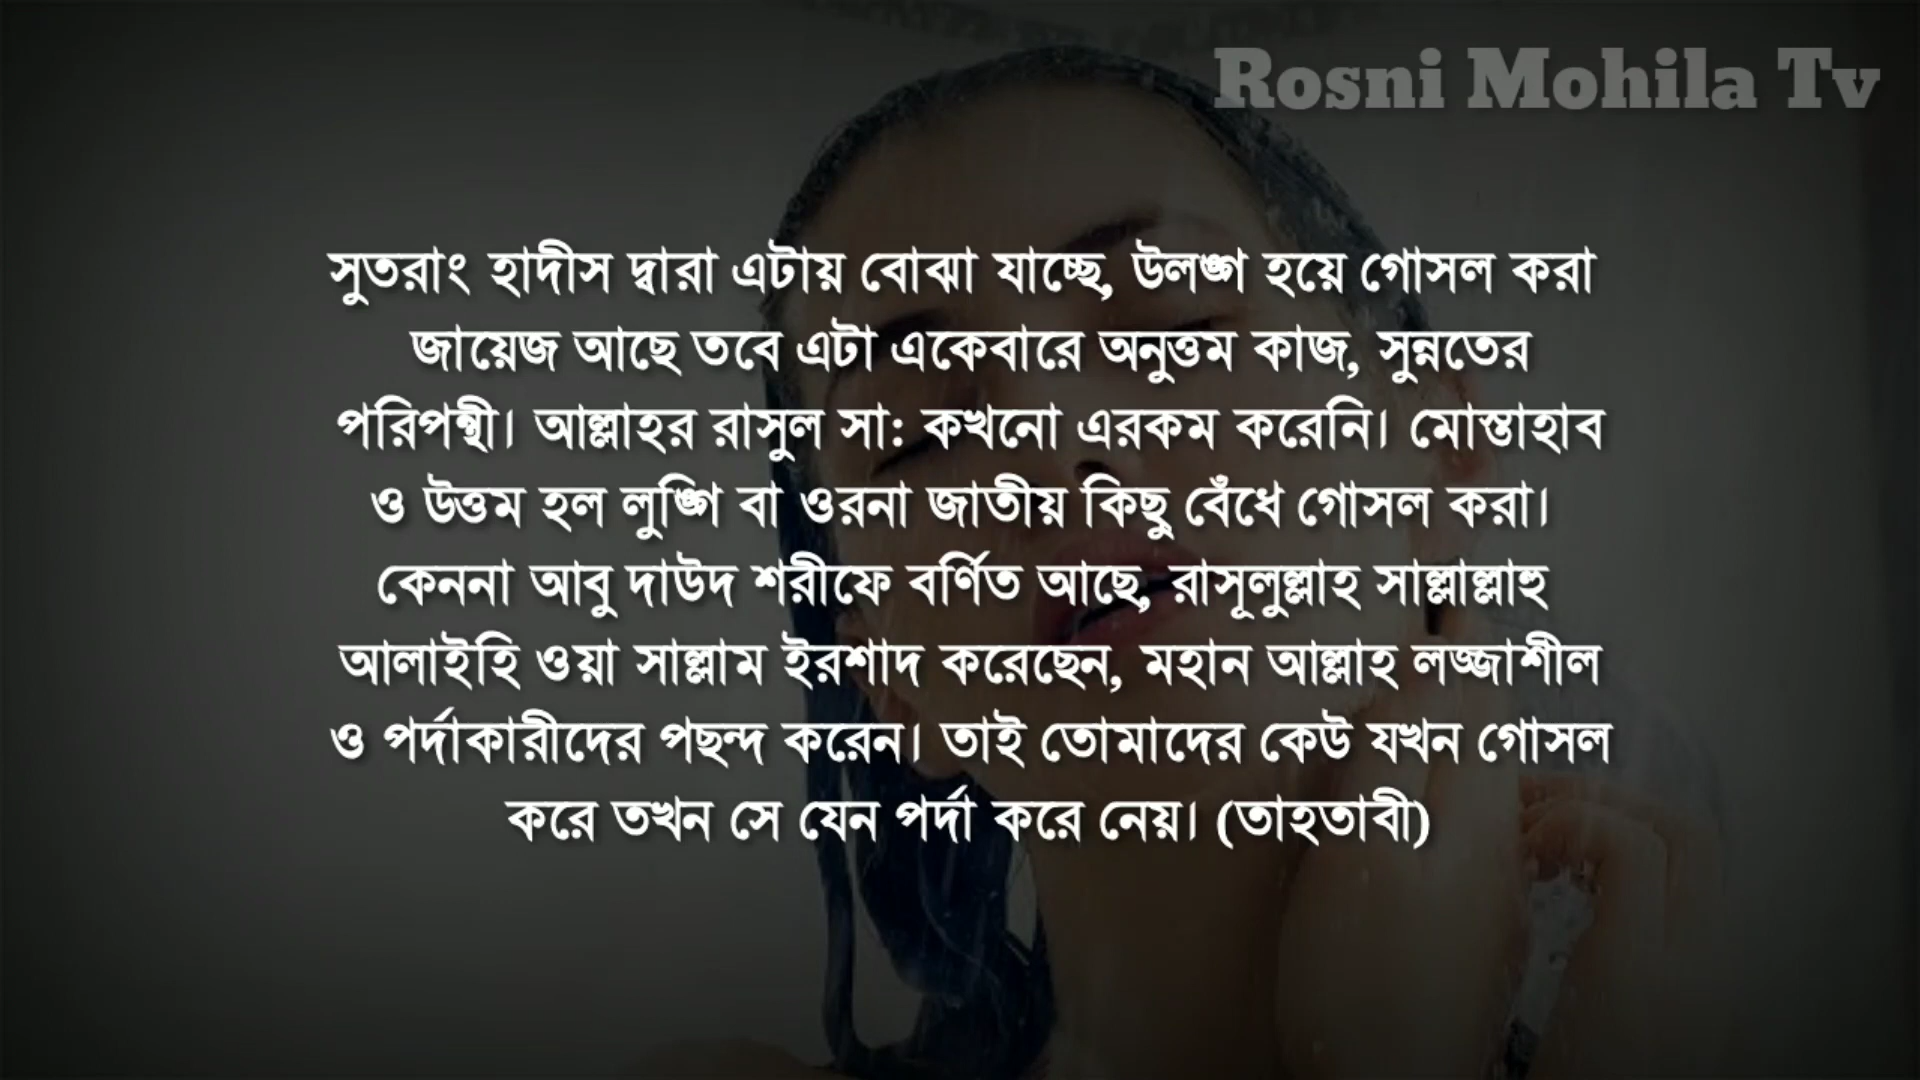 Rosni Mohila Tv
সুতরাং হাদীস দ্বারা এটায় বোঝা যাচ্ছে, উলঙ্গ হয়ে গোসল করা
জায়েজ আছে তবে এটা একেবারে অনুত্তম কাজ, সুন্নতের
পরিপন্থী। আল্লাহর রাসুল সা: কখনো এরকম করেনি। মোস্তাহাব
ও উত্তম হল লুঙ্গি বা ওরনা জাতীয় কিছু বেঁধে গোসল করা।
কেননা আবু দাউদ শরীফে বর্ণিত আছে, রাসূলুল্লাহ সাল্লাল্লাহু
আলাইহি ওয়া সাল্লাম ইরশাদ করেছেন, মহান আল্লাহ লজ্জাশীল
ও পর্দাকারীদের পছন্দ করেন। তাই তোমাদের কেউ যখন গোসল
করে তখন সে যেন পর্দা করে নেয়। (তাহতাবী)